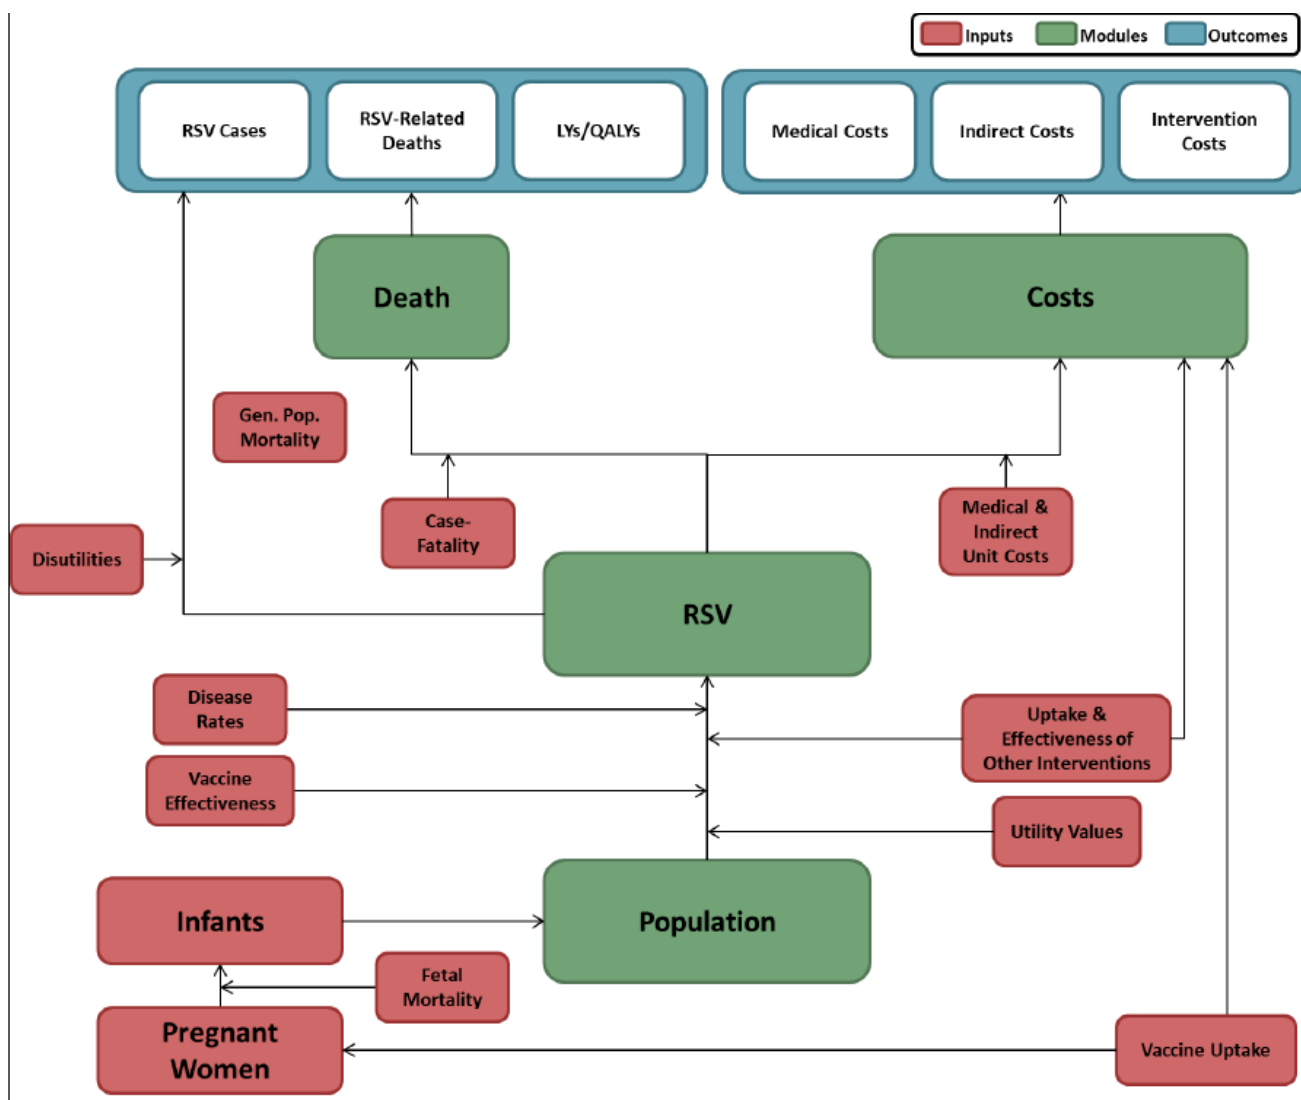 Inputs
Modules
Outcomes
RSV Cases
RSV-Related
Deaths
LYs/QALYs
Medical Costs
Indirect Costs
Intervention
Costs
Death
Costs
Gen. Pop.
Mortality
Case-
Fatality
Medical &
Indirect
Unit Costs
Disutilities
RSV
Disease
Rates
Uptake &
Effectiveness of
Other Interventions
Vaccine
Effectiveness
Utility Values
Infants
Population
Fetal
Mortality
Pregnant
Women
Vaccine Uptake